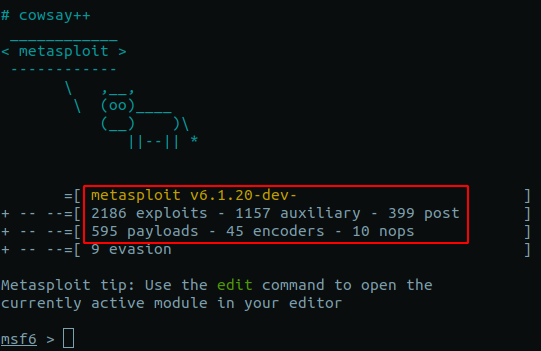 # cowsay++
 ____________
< metasploit >
 ------------
       \   ,__,
        \  (oo)____
           (__)    )\
              ||--|| *
       =[ metasploit v6.1.20-dev-                         ]
+ -- --=[ 2186 exploits - 1157 auxiliary - 399 post       ]
+ -- --=[ 595 payloads - 45 encoders - 10 nops            ]
+ -- --=[ 9 evasion                                       ]
Metasploit tip: Use the edit command to open the
currently active module in your editor
msf6 >